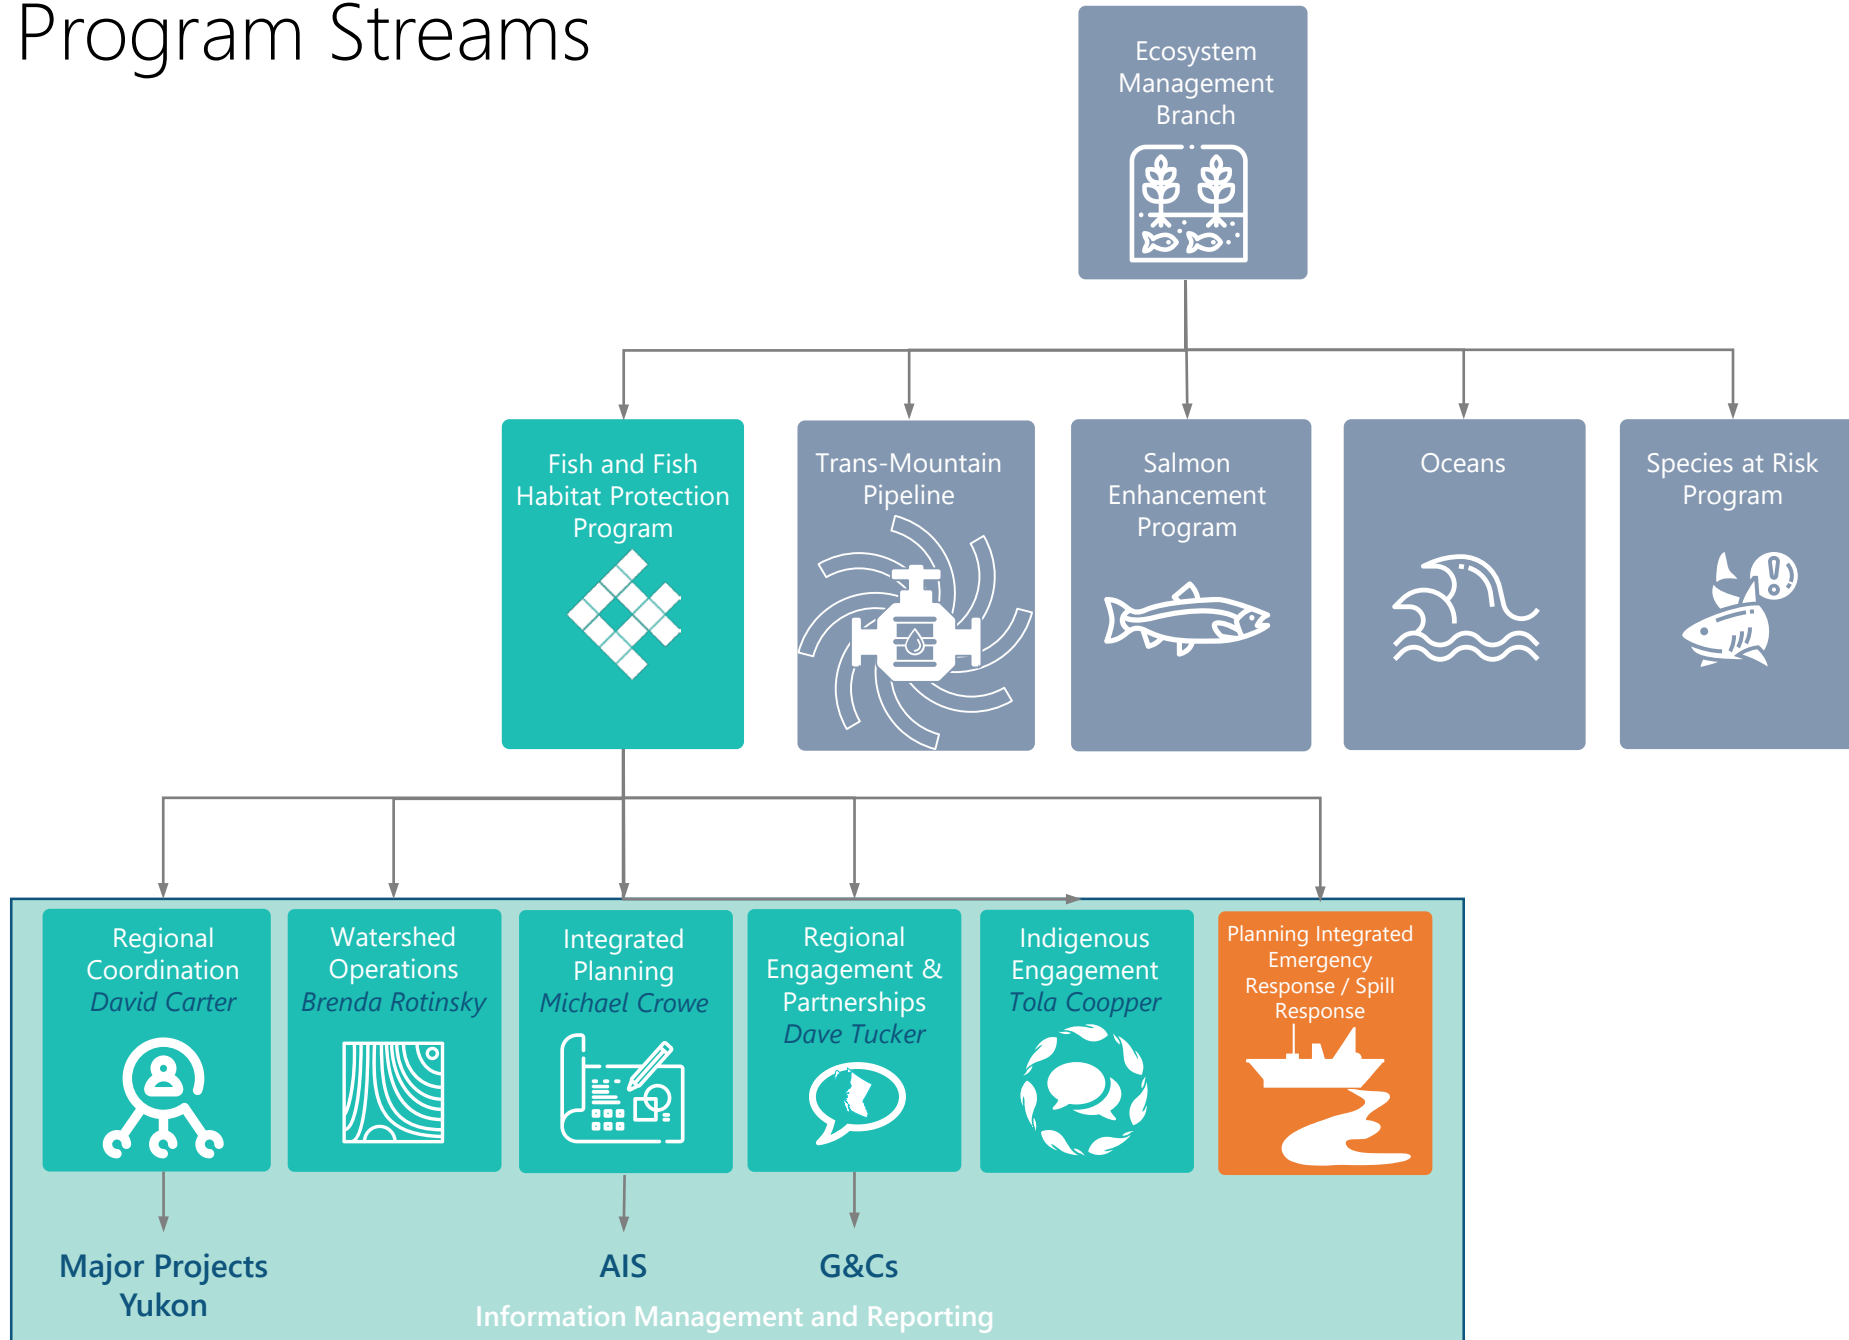 Program Streams
Ecosystem
Management
Branch
Fish and Fish
Habitat Protection
Program
Trans-Mountain
Pipeline
Salmon
Enhancement
Program
Oceans
Species at Risk
Program
Regional
Coordination
David Carter
Watershed
Operations
Brenda Rotinsky
Integrated
Planning
Michael Crowe
Regional
Engagement &
Partnerships
Dave Tucker
Indigenous
Engagement
Tola Coopper
Planning Integrated
Emergency
Response / Spill
Response
Major Projects
Yukon
AIS
G&Cs
Information Management and Reporting